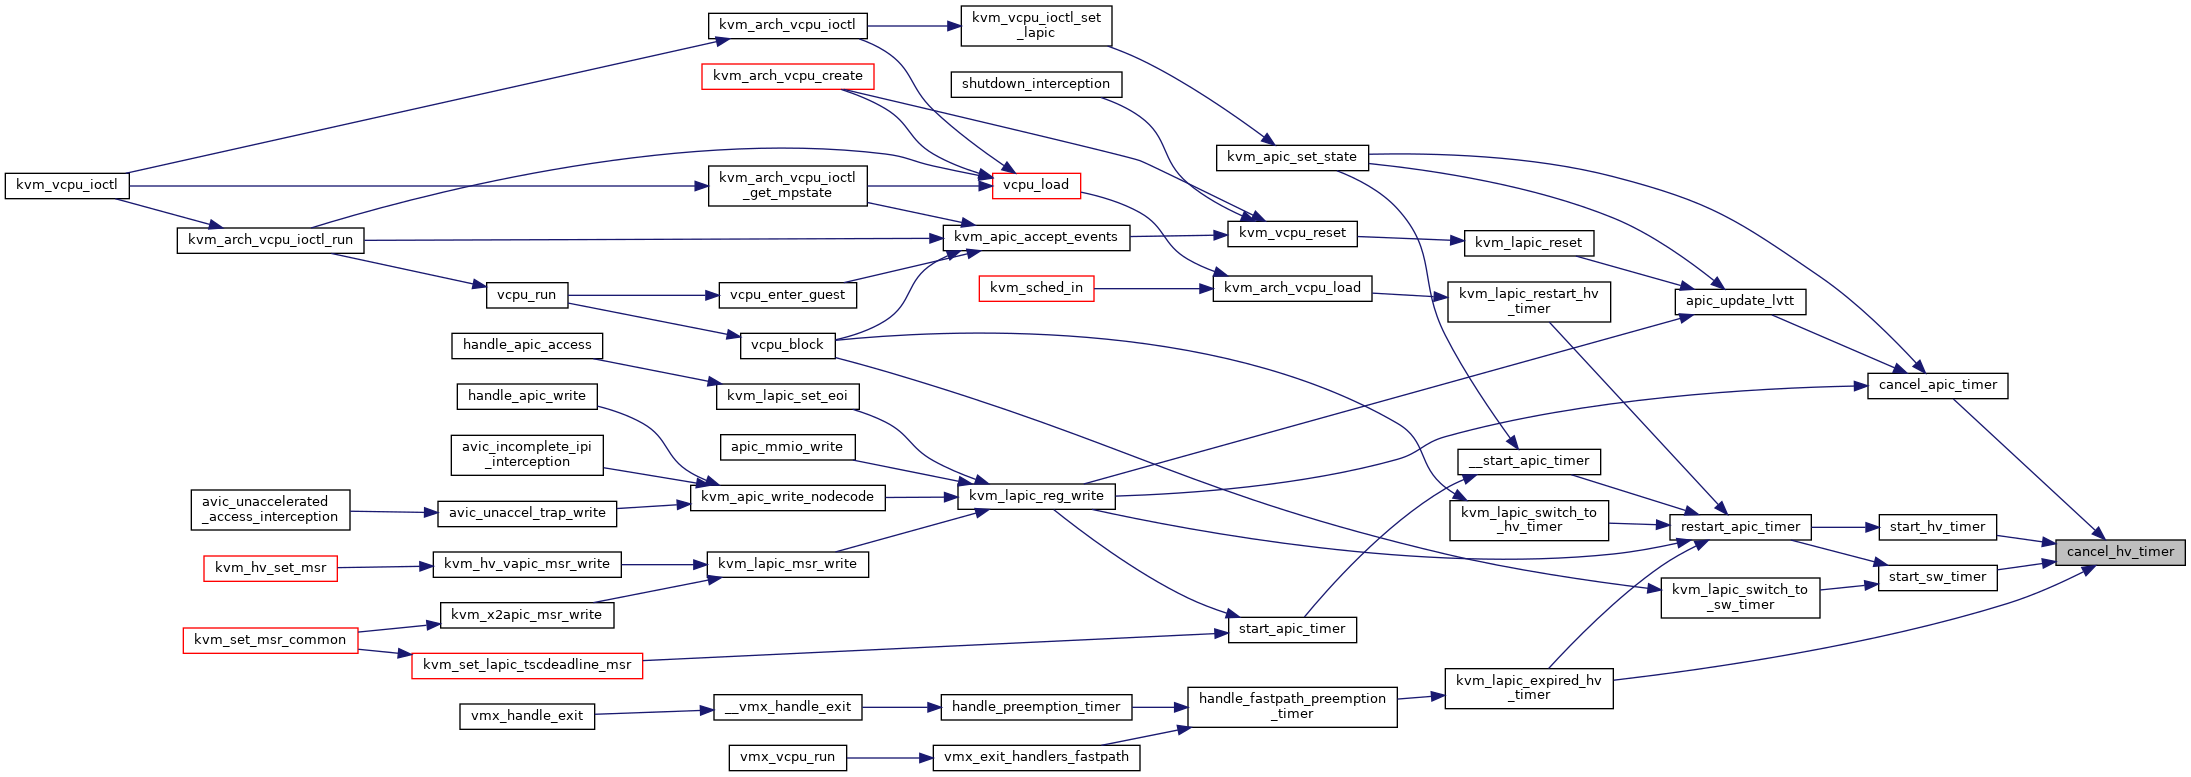 kvm_arch_vcpu_ioctl
kvm_vcpu_ioctl_set
_lapic
kvm_arch_vcpu_create
shutdown_interception
kvm_apic_set_state
kvm_vcpu_ioctl
kvm_arch_vcpu_ioctl
_get_mpstate
vcpu_load
kvm_arch_vcpu_ioctl_run
kvm_apic_accept_events
kvm_vcpu_reset
kvm_lapic_reset
vcpu_run
vcpu_enter_guest
kvm_sched_in
kvm_arch_vcpu_load
kvm_lapic_restart_hv
_timer
apic_update_lvtt
handle_apic_access
vcpu_block
cancel_apic_timer
handle_apic_write
kvm_lapic_set_eoi
avic_incomplete_ipi
_interception
apic_mmio_write
__start_apic_timer
avic_unaccelerated
_access_interception
avic_unaccel_trap_write
kvm_apic_write_nodecode
kvm_lapic_reg_write
kvm_lapic_switch_to
_hv_timer
restart_apic_timer
start_hv_timer
cancel_hv_timer
kvm_hv_set_msr
kvm_hv_vapic_msr_write
kvm_lapic_msr_write
kvm_lapic_switch_to
_sw_timer
start_sw_timer
kvm_x2apic_msr_write
kvm_set_msr_common
start_apic_timer
kvm_set_lapic_tscdeadline_msr
kvm_lapic_expired_hv
_timer
vmx_handle_exit
__vmx_handle_exit
handle_preemption_timer
handle_fastpath_preemption
_timer
vmx_vcpu_run
vmx_exit_handlers_fastpath